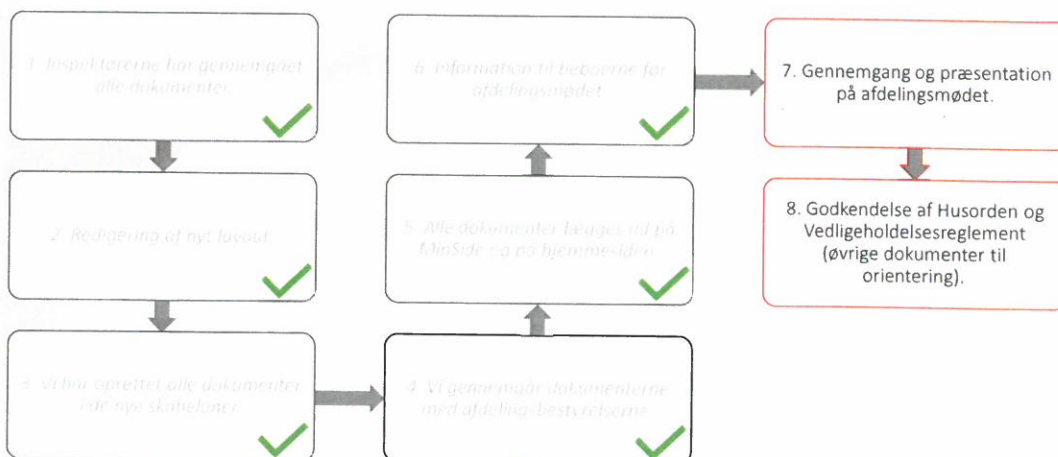 1. Inspektørerne har gennemgået
alle dokumenter.
2. Redigering af nyt layout
3. Vi har oprettet alle dokumenter
i de nye skabeloner
4. Vi gennemgår dokumenterne
med afdelingsbestyrelserne
5. Alle dokumenter lægges ud på
MinSide og på hjemmesiden
6. Information til beboerne før
afdelingsmødet
7. Gennemgang og præsentation
på afdelingsmødet.
8. Godkendelse af Husorden og
Vedligeholdelsesreglement
(øvrige dokumenter til
orientering).